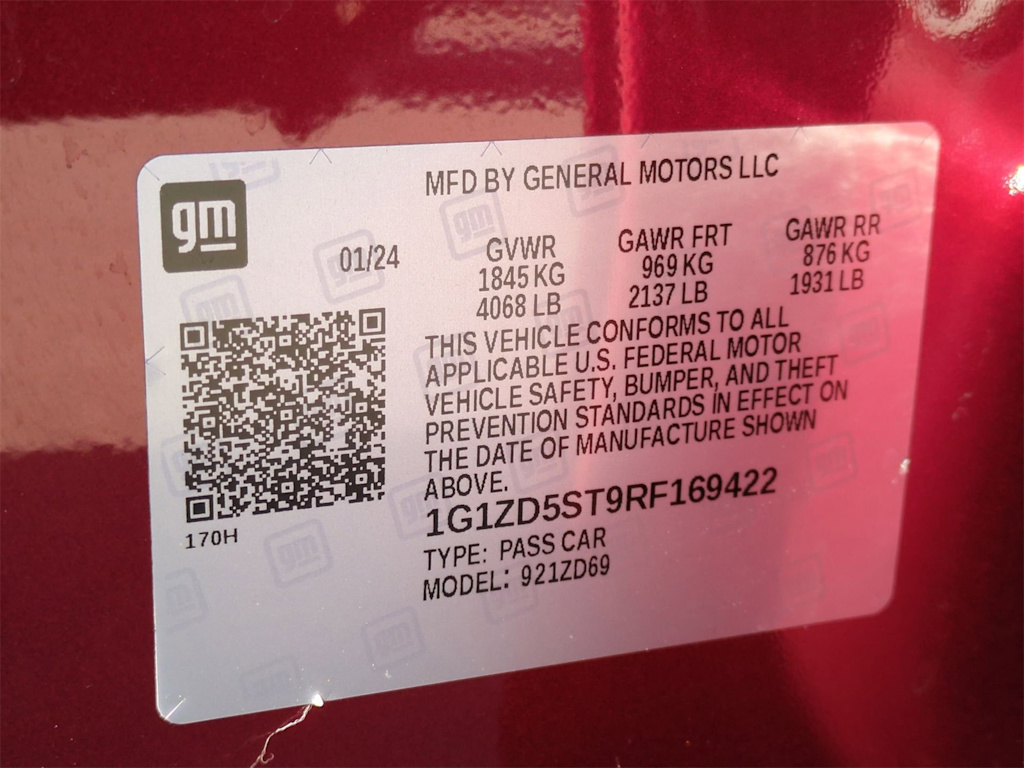 gm
MFD BY GENERAL MOTORS LLC
01/24
GVWR
1845 KG
4068 LB
GAWR FRT
969 KG
2137 LB
GAWR RR
876 KG
1931 LB
THIS VEHICLE CONFORMS TO ALL
APPLICABLE U.S. FEDERAL MOTOR
VEHICLE SAFETY, BUMPER, AND THEFT
PREVENTION STANDARDS IN EFFECT ON
THE DATE OF MANUFACTURE SHOWN
ABOVE.
1G1ZD5ST9RF169422
170H
TYPE: PASS CAR
MODEL: 921ZD69